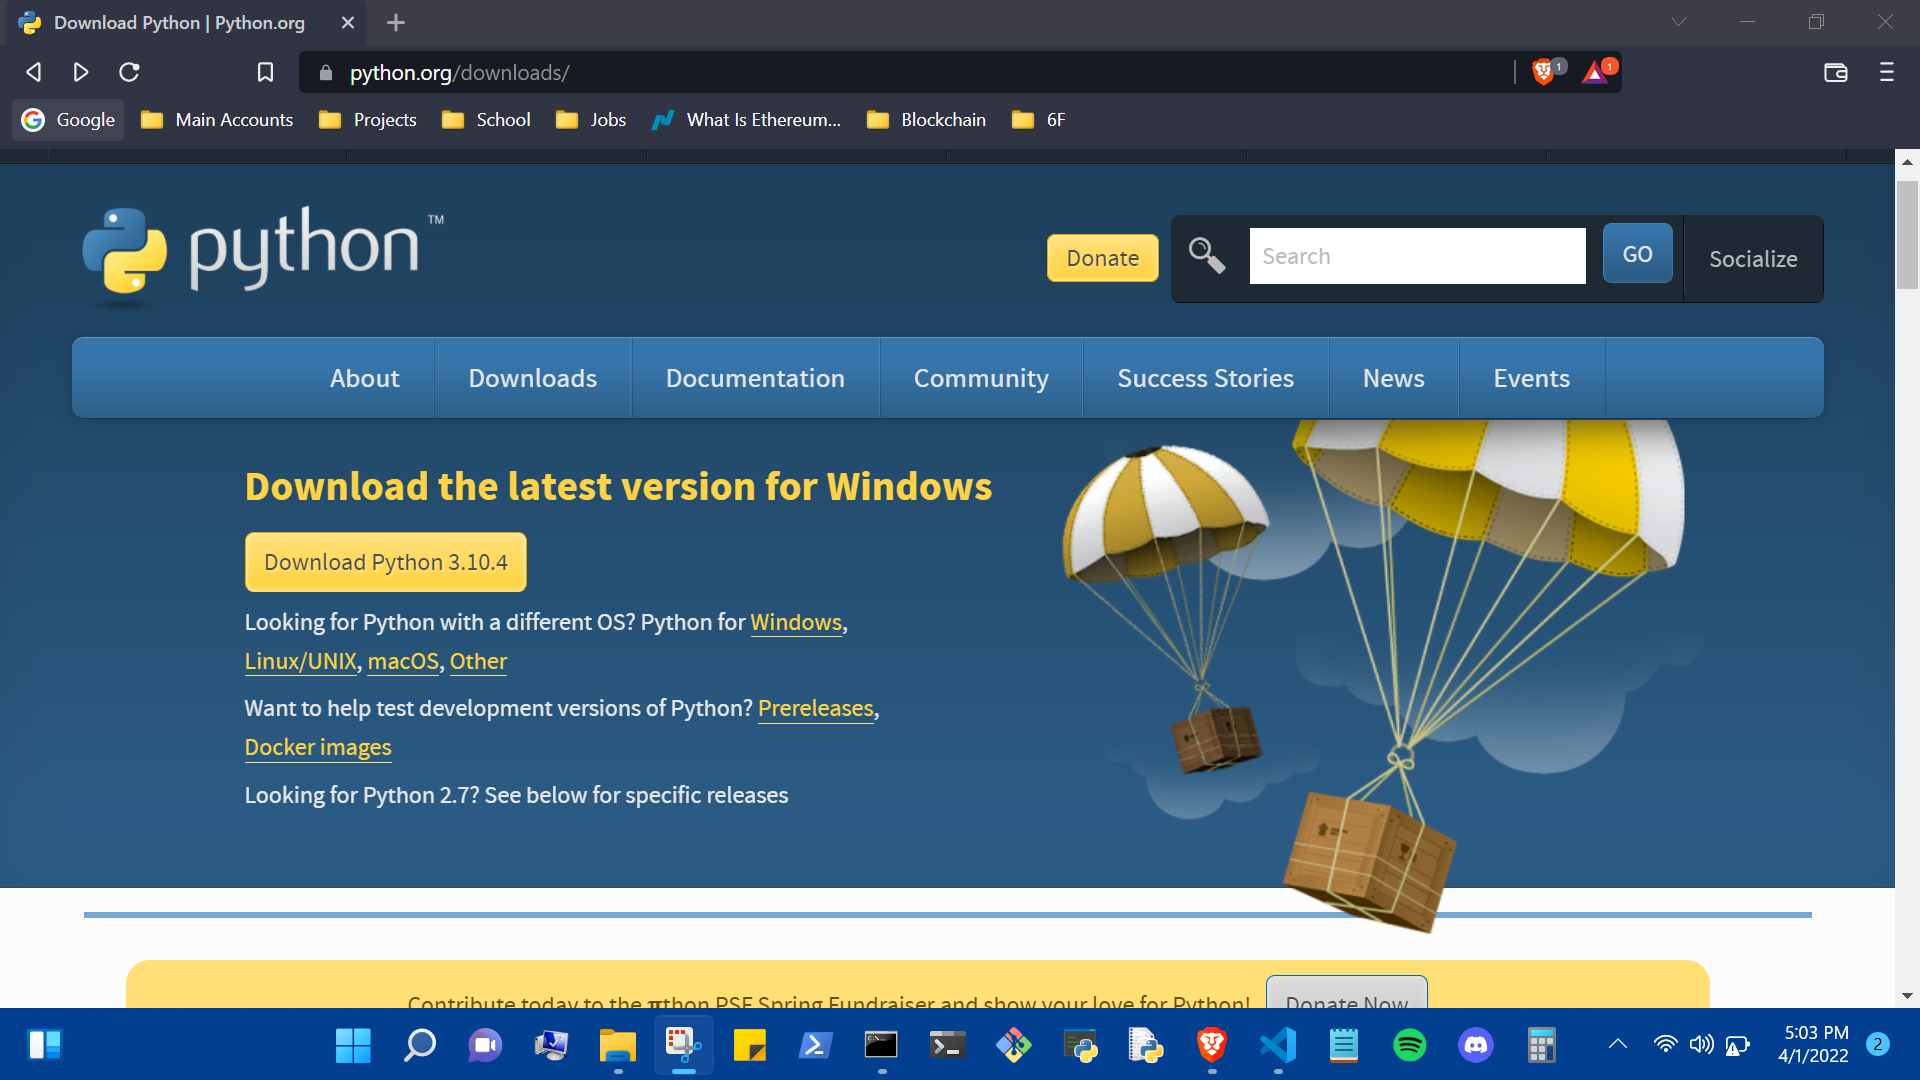 Download Python | Python.org
python.org/downloads/
1
1
Google
Main Accounts
Projects
School
Jobs
What Is Ethereum...
Blockchain
6F
python™
Donate
Search
GO
Socialize
About
Downloads
Documentation
Community
Success Stories
News
Events
Download the latest version for Windows
Download Python 3.10.4
Looking for Python with a different OS? Python for Windows,
Linux/UNIX, macOS, Other
Want to help test development versions of Python? Prereleases,
Docker images
Looking for Python 2.7? See below for specific releases
Contribute today to the python PSF Spring Fundraiser and show your love for Python!
Donate Now
5:03 PM
4/1/2022
2